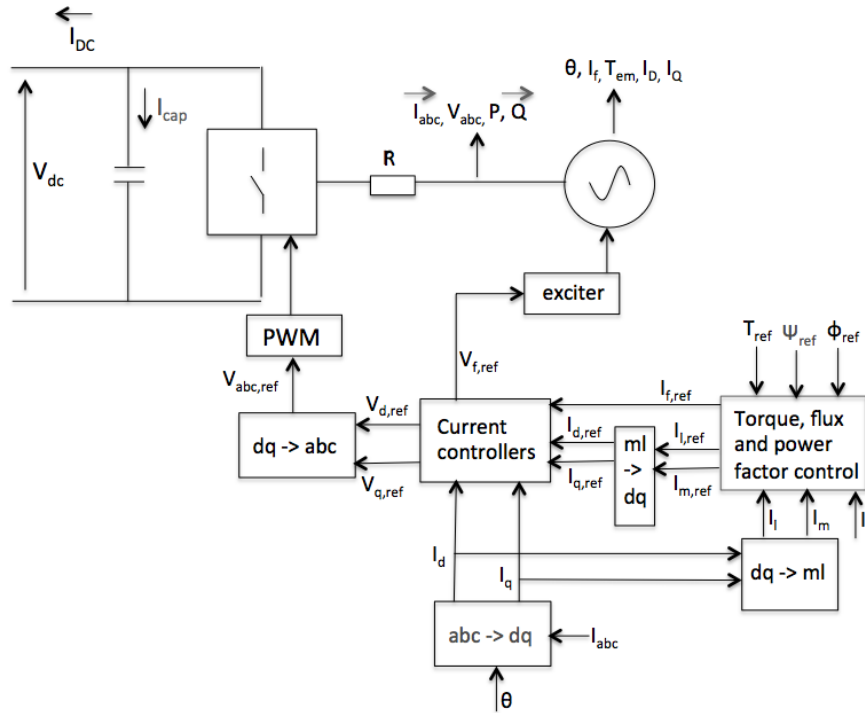 I_DC
θ, I_f, T_em, I_D, I_Q
I_abc, V_abc, P, Q
I_cap
R
V_dc
exciter
PWM
V_f,ref
T_ref
Ψ_ref
ϕ_ref
V_abc,ref
I_f,ref
V_d,ref
dq -> abc
V_q,ref
Current
controllers
I_d,ref
I_q,ref
ml
->
dq
I_l,ref
I_m,ref
Torque, flux
and power
factor control
I_l
I_m
I
I_d
I_q
dq -> ml
abc -> dq
I_abc
θ